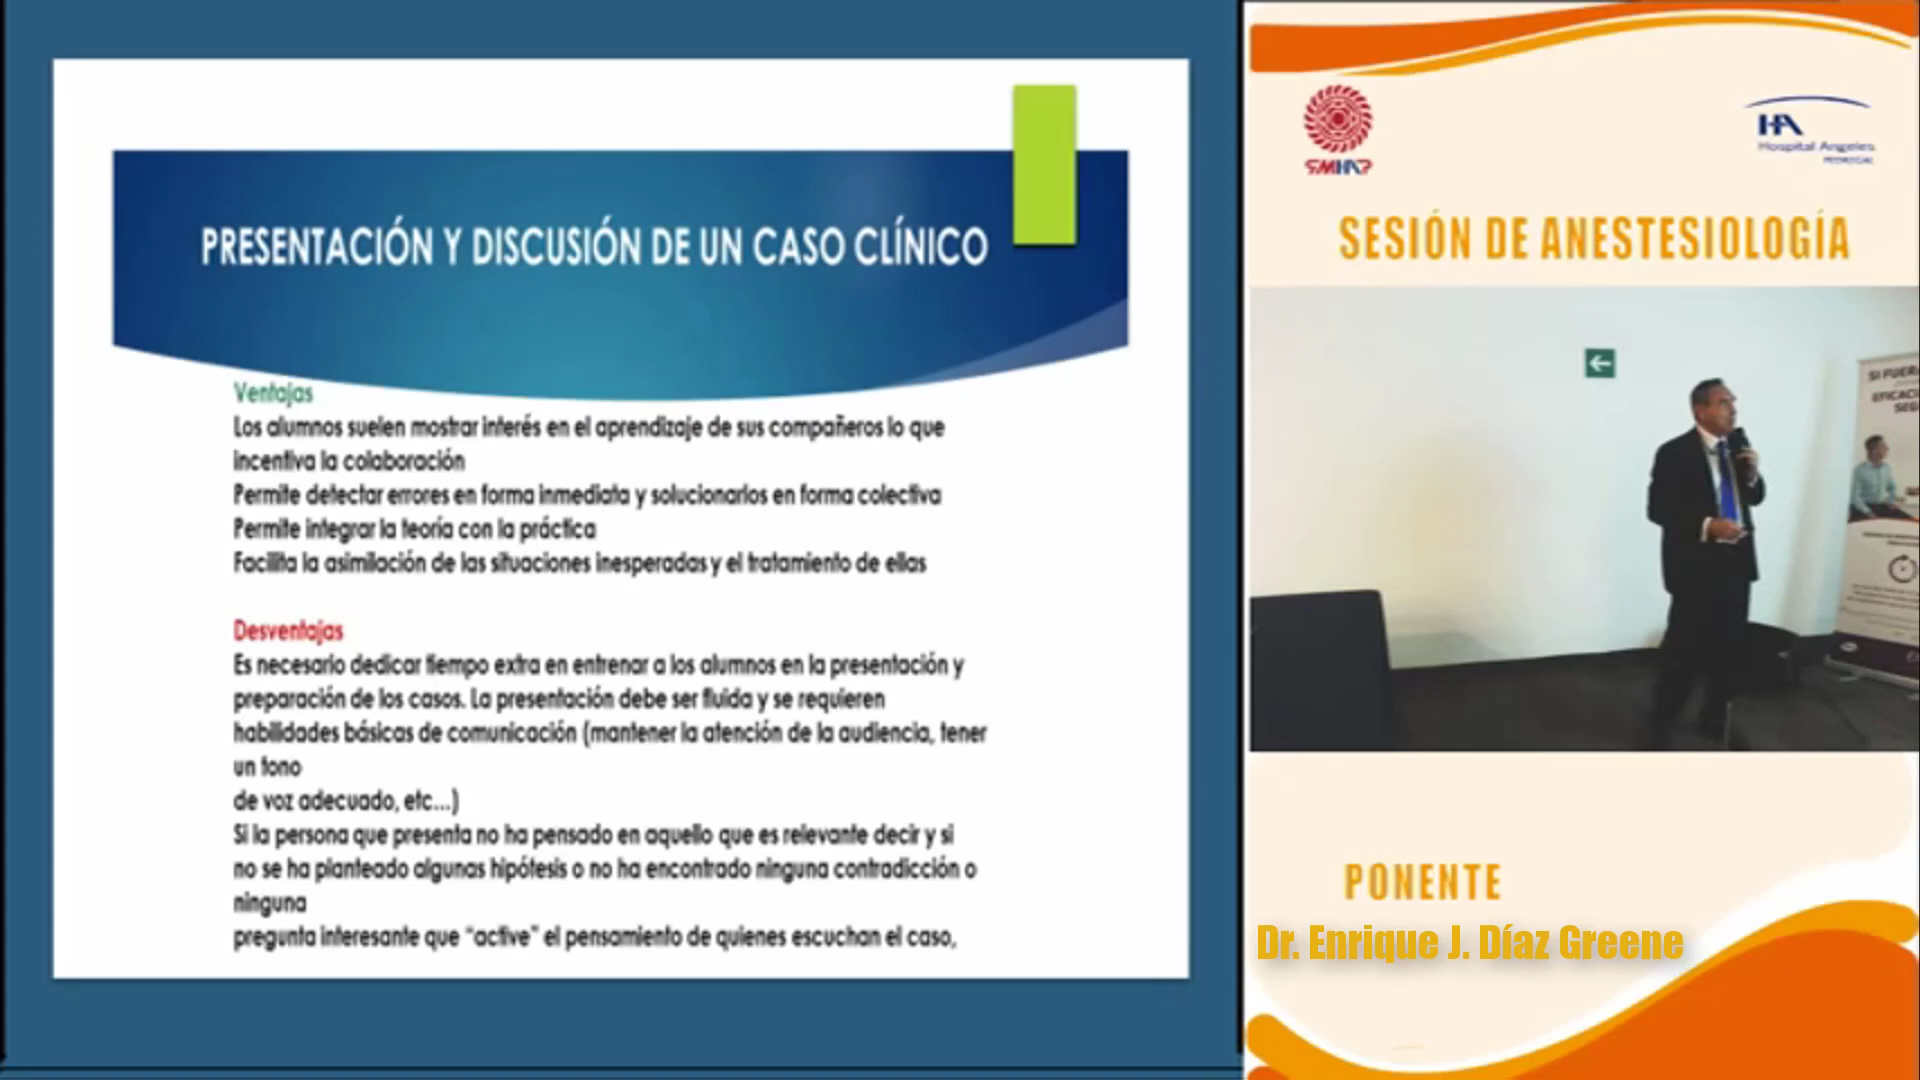 PRESENTACIÓN Y DISCUSIÓN DE UN CASO CLÍNICO
Ventajas
Los alumnos suelen mostrar interés en el aprendizaje de sus compañeros lo que
incentiva la colaboración
Permite detectar errores en forma inmediata y solucionarlos en forma colectiva
Permite integrar la teoría con la práctica
Facilita la asimilación de las situaciones inesperadas y el tratamiento de ellas
Desventajas
Es necesario dedicar tiempo extra en entrenar a los alumnos en la presentación y
preparación de los casos. La presentación debe ser fluida y se requieren
habilidades básicas de comunicación (mantener la atención de la audiencia, tener
un tono
de voz adecuado, etc...)
Si la persona que presenta no ha pensado en aquello que es relevante decir y si
no se ha planteado algunas hipótesis o no ha encontrado ninguna contradicción o
ninguna
pregunta interesante que “active” el pensamiento de quienes escuchan el caso,
SMHAP
HA
Hospital Angeles
PEDREGAL
SESIÓN DE ANESTESIOLOGÍA
SI FUERA
EFICACI
SEG
PONENTE
Dr. Enrique J. Díaz Greene